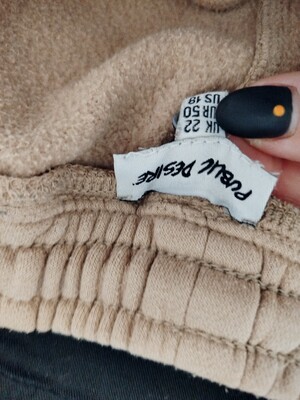 PUBLIC DESIRE
UK 22
EUR 50
US 18